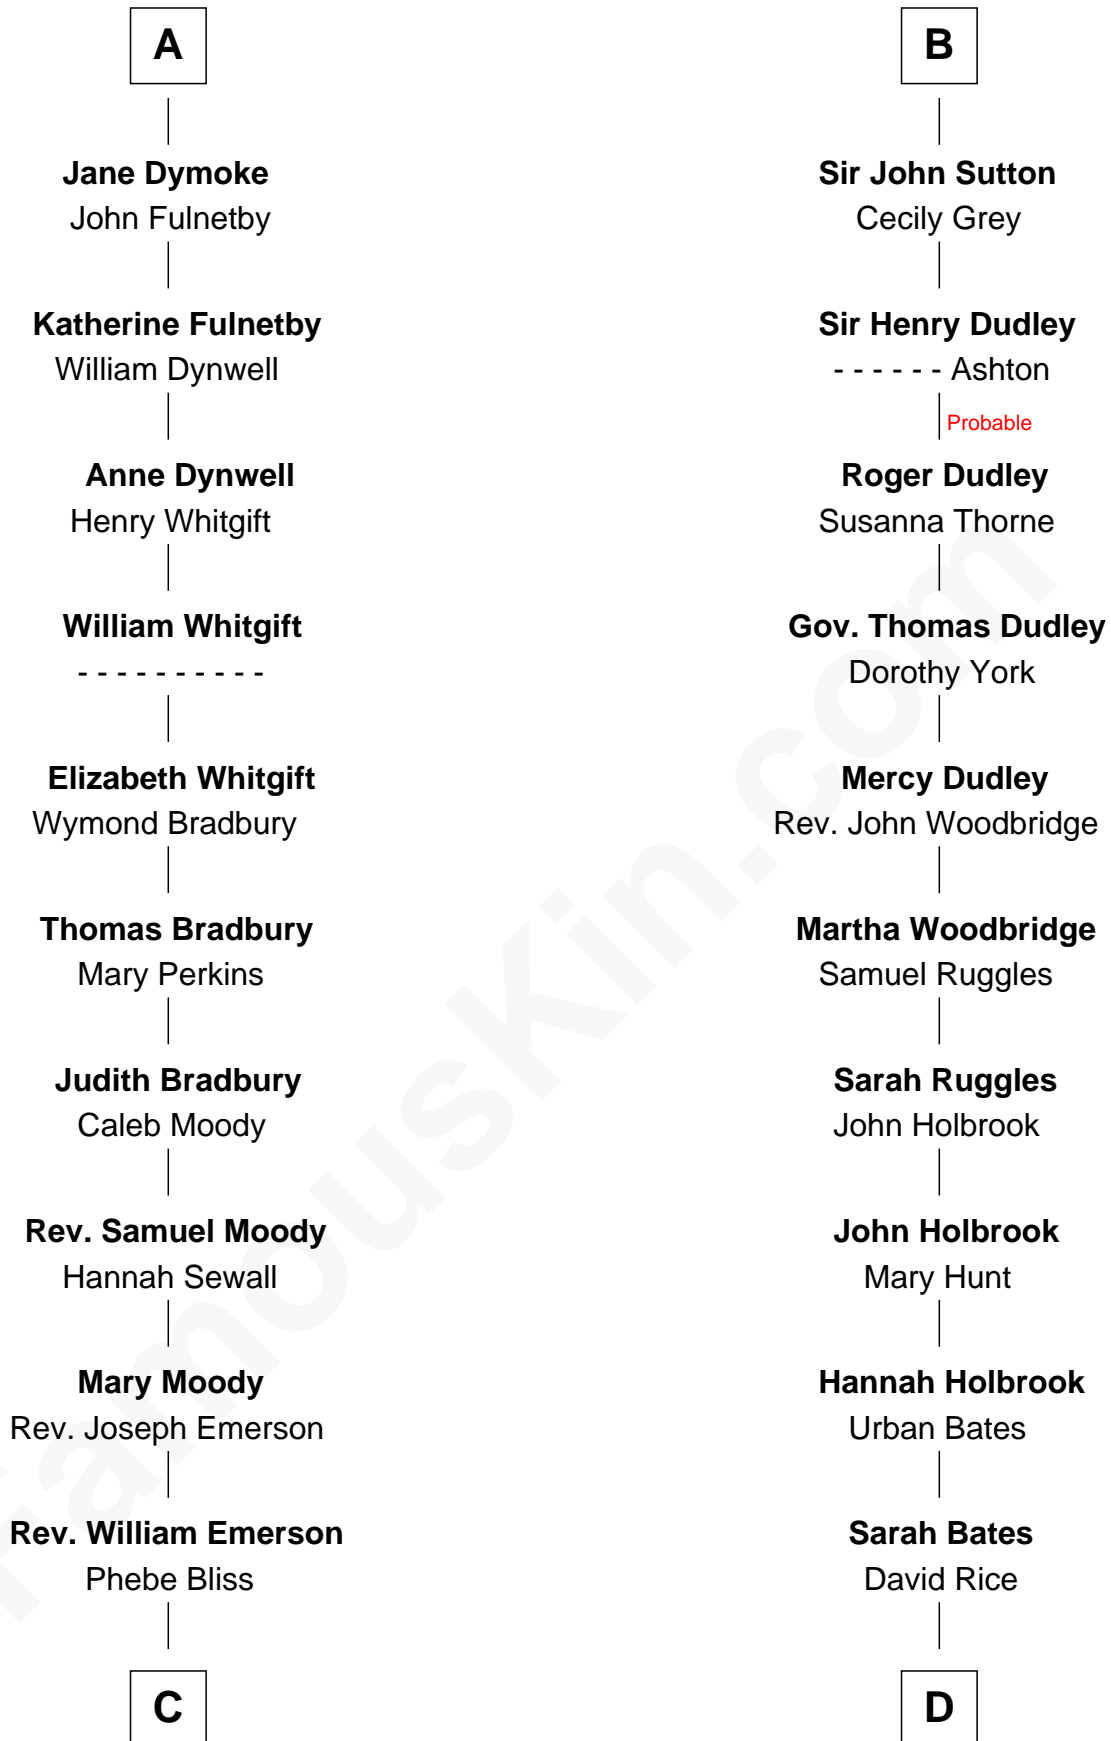 A
Jane Dymoke
John Fulnetby
Katherine Fulnetby
William Dynwell
Anne Dynwell
Henry Whitgift
William Whitgift
- - - - - - - - - -
Elizabeth Whitgift
Wymond Bradbury
Thomas Bradbury
Mary Perkins
Judith Bradbury
Caleb Moody
Rev. Samuel Moody
Hannah Sewall
Mary Moody
Rev. Joseph Emerson
Rev. William Emerson
Phebe Bliss
C
B
Sir John Sutton
Cecily Grey
Sir Henry Dudley
- - - - - - Ashton
Probable
Roger Dudley
Susanna Thorne
Gov. Thomas Dudley
Dorothy York
Mercy Dudley
Rev. John Woodbridge
Martha Woodbridge
Samuel Ruggles
Sarah Ruggles
John Holbrook
John Holbrook
Mary Hunt
Hannah Holbrook
Urban Bates
Sarah Bates
David Rice
D
FamousKin.com